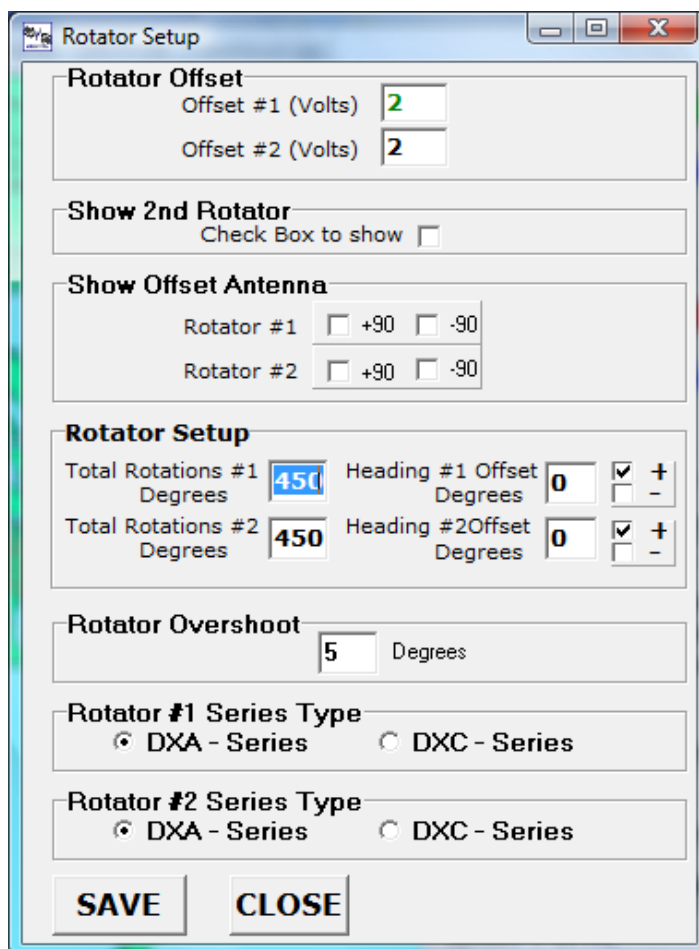 Rotator Setup
Rotator Offset
Offset #1 (Volts) 2
Offset #2 (Volts) 2
Show 2nd Rotator
Check Box to show
Show Offset Antenna
Rotator #1 +90 -90
Rotator #2 +90 -90
Rotator Setup
Total Rotations #1 Degrees 450 Heading #1 Offset Degrees 0 + -
Total Rotations #2 Degrees 450 Heading #2Offset Degrees 0 + -
Rotator Overshoot
5 Degrees
Rotator #1 Series Type
DXA - Series DXC - Series
Rotator #2 Series Type
DXA - Series DXC - Series
SAVE CLOSE